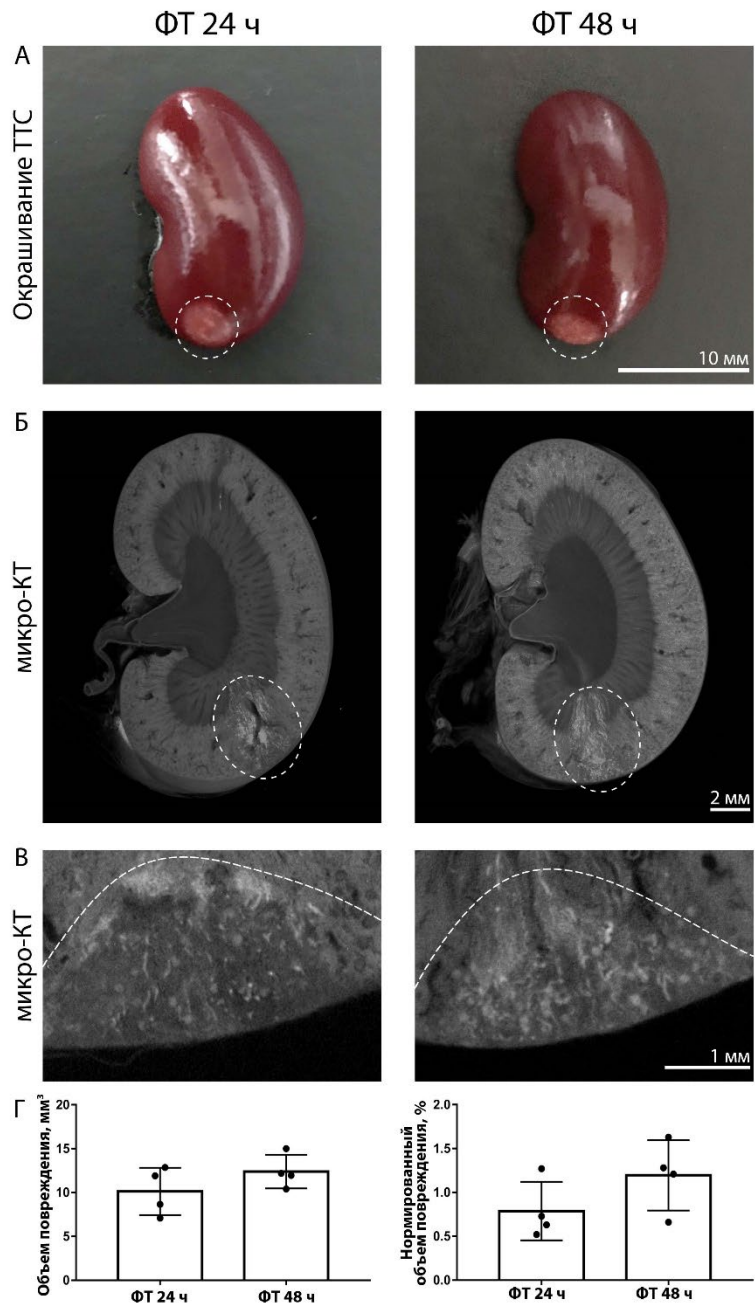 ФТ 24 ч
ФТ 48 ч
А
Окрашивание ТТС
10 мм
Б
микро-КТ
2 мм
В
микро-КТ
1 мм
Г
Объем повреждения, мм³
20
15
10
5
0
ФТ 24 ч
ФТ 48 ч
Нормированный
объем повреждения, %
2.0
1.5
1.0
0.5
0.0
ФТ 24 ч
ФТ 48 ч